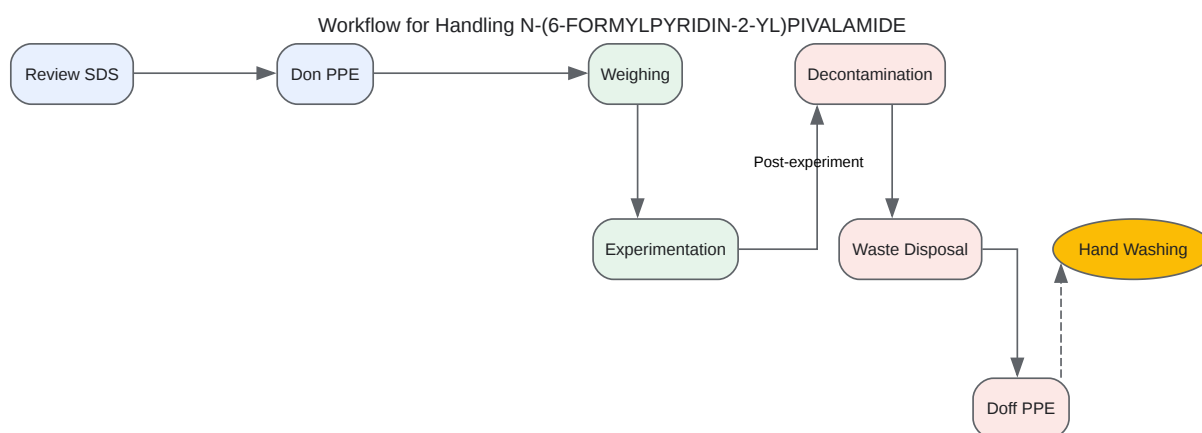 Workflow for Handling N-(6-FORMYLPYRIDIN-2-YL)PIVALAMIDE
Review SDS
Don PPE
Weighing
Decontamination
Post-experiment
Experimentation
Waste Disposal
Hand Washing
Doff PPE